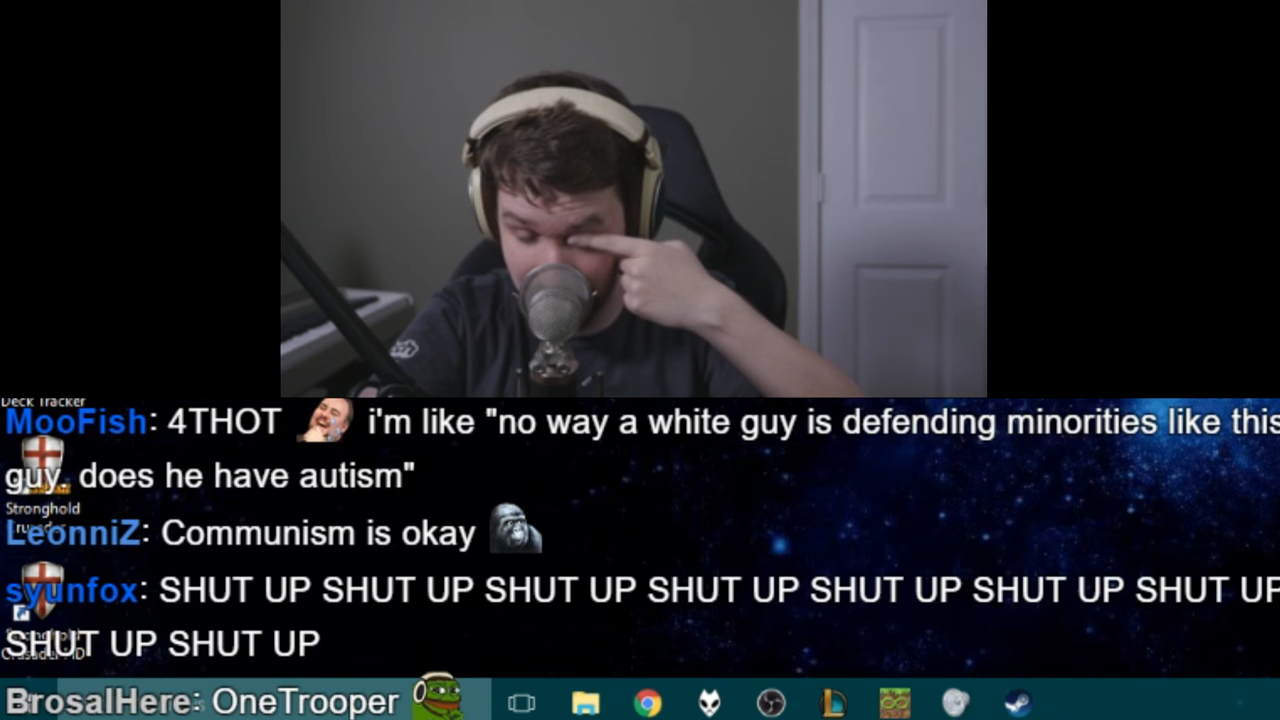 Deck Tracker
MooFish: 4THOT i'm like "no way a white guy is defending minorities like this
guy. does he have autism"
Stronghold
LeonniZ: Communism is okay
syunfox: SHUT UP SHUT UP SHUT UP SHUT UP SHUT UP SHUT UP SHUT UP
SHUT UP SHUT UP
BrosalHere: OneTrooper